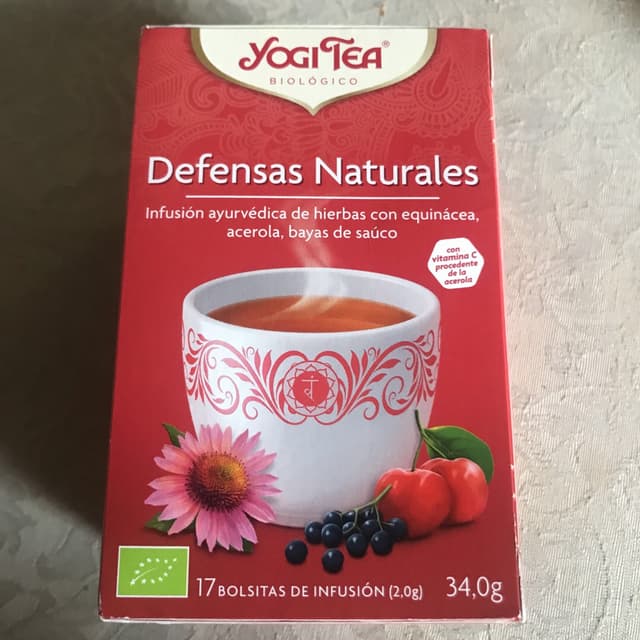 YOGI TEA®
BIOLÓGICO
Defensas Naturales
Infusión ayurvédica de hierbas con equinácea,
acerola, bayas de saúco
con
vitamina C
procedente
de la
acerola
17 BOLSITAS DE INFUSIÓN (2,0g) 34,0g